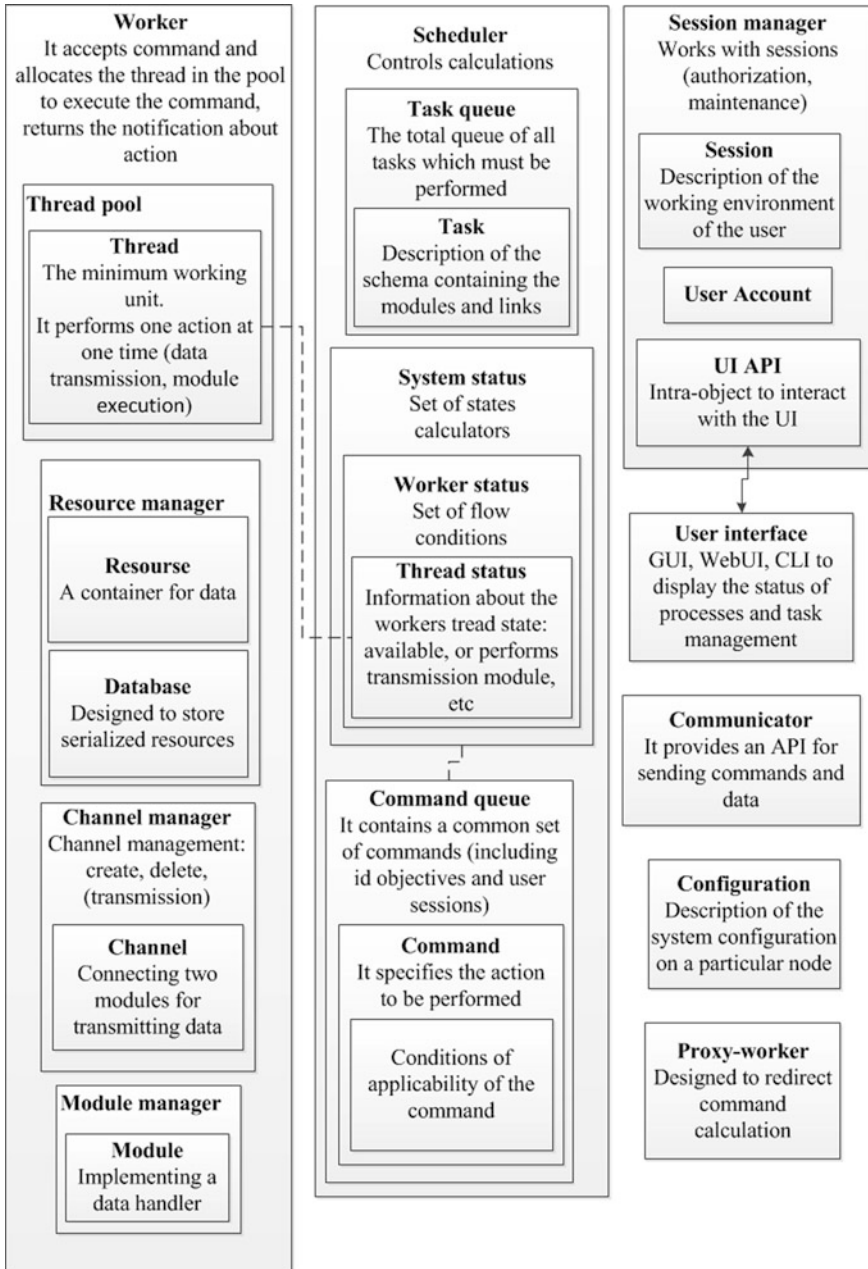 Worker
It accepts command and
allocates the thread in the pool
to execute the command,
returns the notification about
action
Thread pool
Thread
The minimum working
unit.
It performs one action at
one time (data
transmission, module
execution)
Resource manager
Resourse
A container for data
Database
Designed to store
serialized resources
Channel manager
Channel management:
create, delete,
(transmission)
Channel
Connecting two
modules for
transmitting data
Module manager
Module
Implementing a
data handler
Scheduler
Controls calculations
Task queue
The total queue of all
tasks which must be
performed
Task
Description of the
schema containing the
modules and links
System status
Set of states
calculators
Worker status
Set of flow
conditions
Thread status
Information about the
workers tread state:
available, or performs
transmission module,
etc
Command queue
It contains a common set
of commands (including
id objectives and user
sessions)
Command
It specifies the action
to be performed
Conditions of
applicability of the
command
Session manager
Works with sessions
(authorization,
maintenance)
Session
Description of the
working environment
of the user
User Account
UI API
Intra-object to interact
with the UI
User interface
GUI, WebUI, CLI to
display the status of
processes and task
management
Communicator
It provides an API for
sending commands and
data
Configuration
Description of the
system configuration
on a particular node
Proxy-worker
Designed to redirect
command
calculation